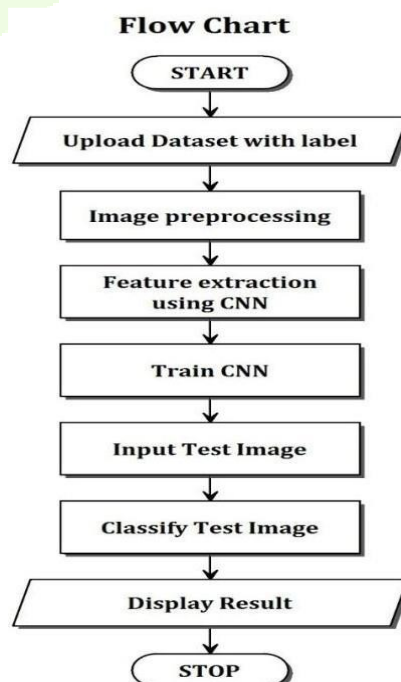 Flow Chart
START
Upload Dataset with label
Image preprocessing
Feature extraction
using CNN
Train CNN
Input Test Image
Classify Test Image
Display Result
STOP